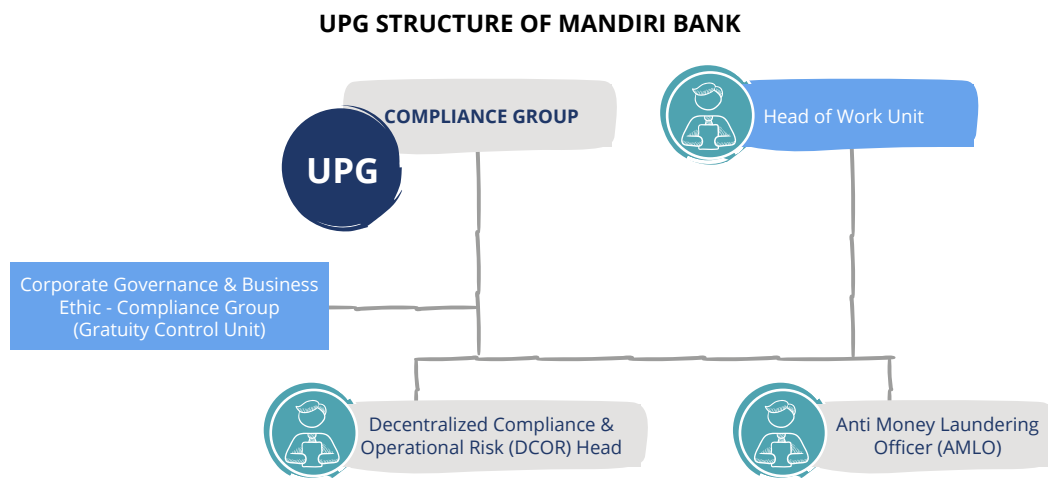 UPG STRUCTURE OF MANDIRI BANK
COMPLIANCE GROUP
UPG
Head of Work Unit
Corporate Governance & Business
Ethic - Compliance Group
(Gratuity Control Unit)
Decentralized Compliance &
Operational Risk (DCOR) Head
Anti Money Laundering
Officer (AMLO)